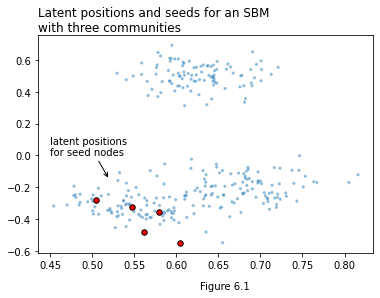 Latent positions and seeds for an SBM
with three communities
0.6
0.4
0.2
0.0
−0.2
−0.4
−0.6
latent positions
for seed nodes
0.45 0.50 0.55 0.60 0.65 0.70 0.75 0.80
Figure 6.1